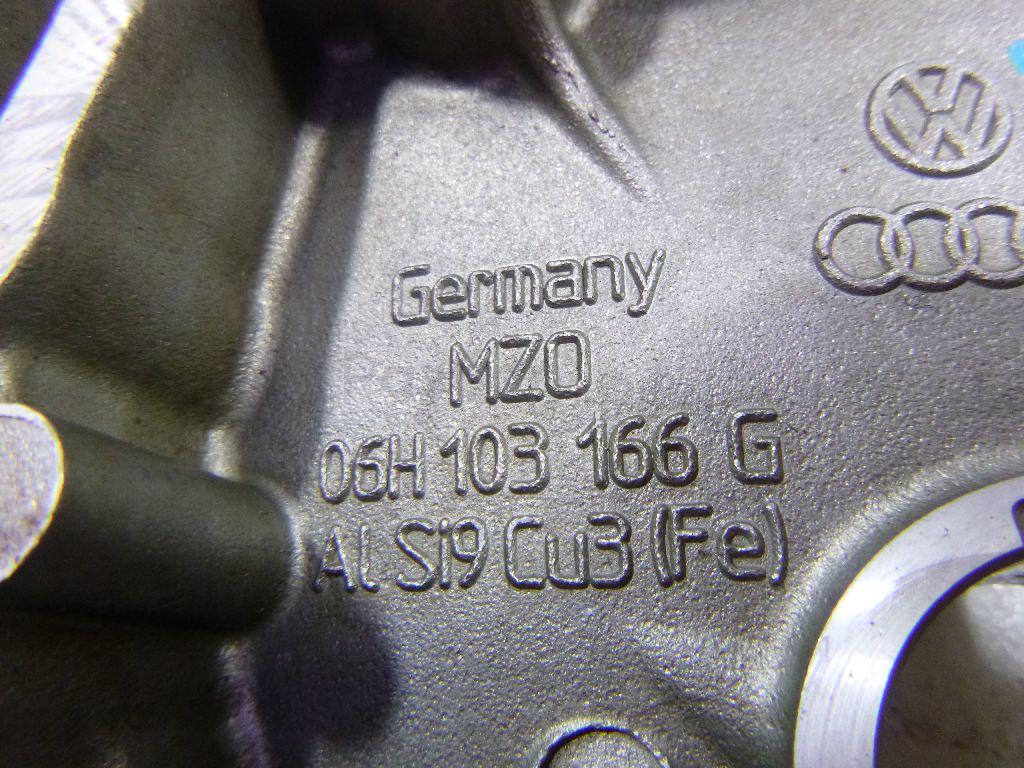 Germany
MZO
06H 103 166 G
Al Si9 Cu3 (Fe)